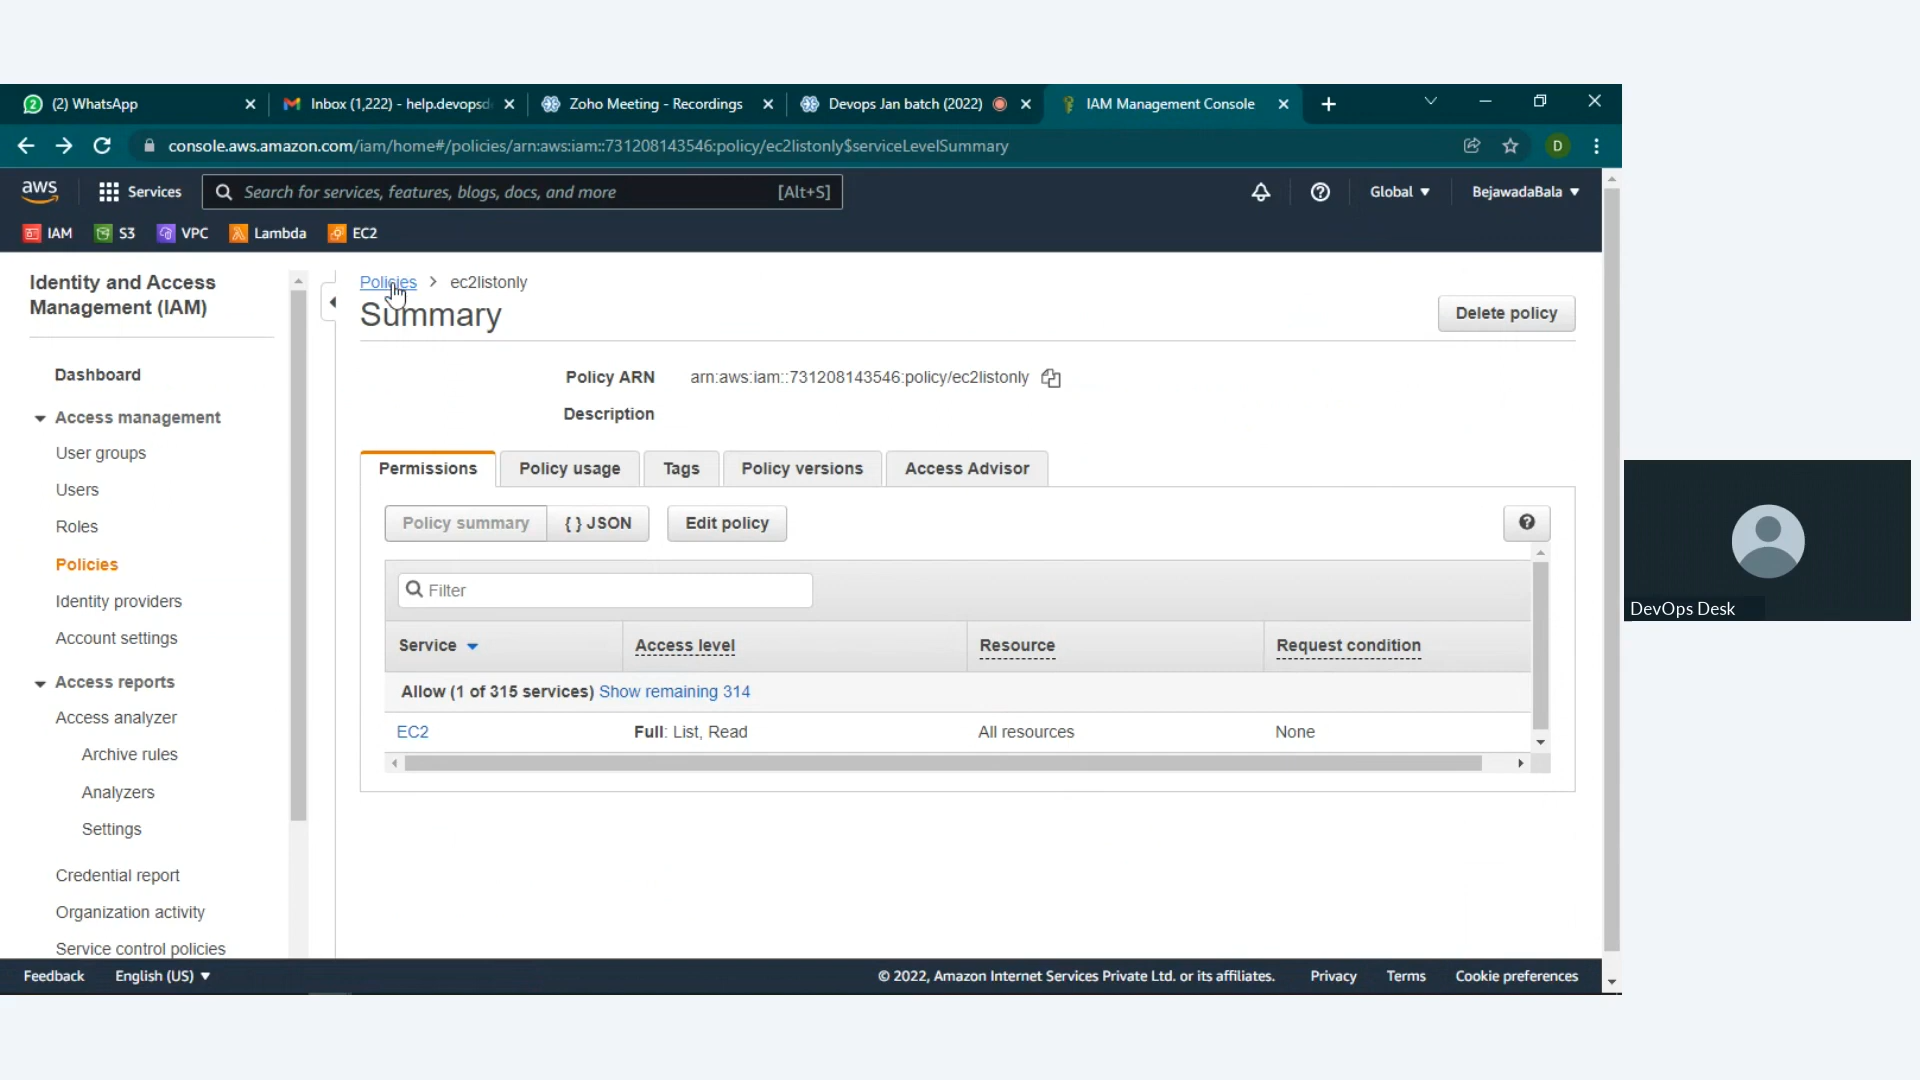 (2) WhatsApp
Inbox (1,222) - help.devopsd
Zoho Meeting - Recordings
Devops Jan batch (2022)
IAM Management Console
console.aws.amazon.com/iam/home#/policies/arn:aws:iam::731208143546:policy/ec2listonly$serviceLevelSummary
D
aws
Services
Search for services, features, blogs, docs, and more
[Alt+S]
Global
BejawadaBala
IAM
S3
VPC
Lambda
EC2
Identity and Access
Management (IAM)
Dashboard
Access management
User groups
Users
Roles
Policies
Identity providers
Account settings
Access reports
Access analyzer
Archive rules
Analyzers
Settings
Credential report
Organization activity
Service control policies
Policies > ec2listonly
Summary
Delete policy
Policy ARN arn:aws:iam::731208143546:policy/ec2listonly
Description
Permissions
Policy usage
Tags
Policy versions
Access Advisor
Policy summary
{ } JSON
Edit policy
Filter
Service Access level Resource Request condition
Allow (1 of 315 services) Show remaining 314
EC2 Full: List, Read All resources None
DevOps Desk
Feedback
English (US)
© 2022, Amazon Internet Services Private Ltd. or its affiliates.
Privacy
Terms
Cookie preferences